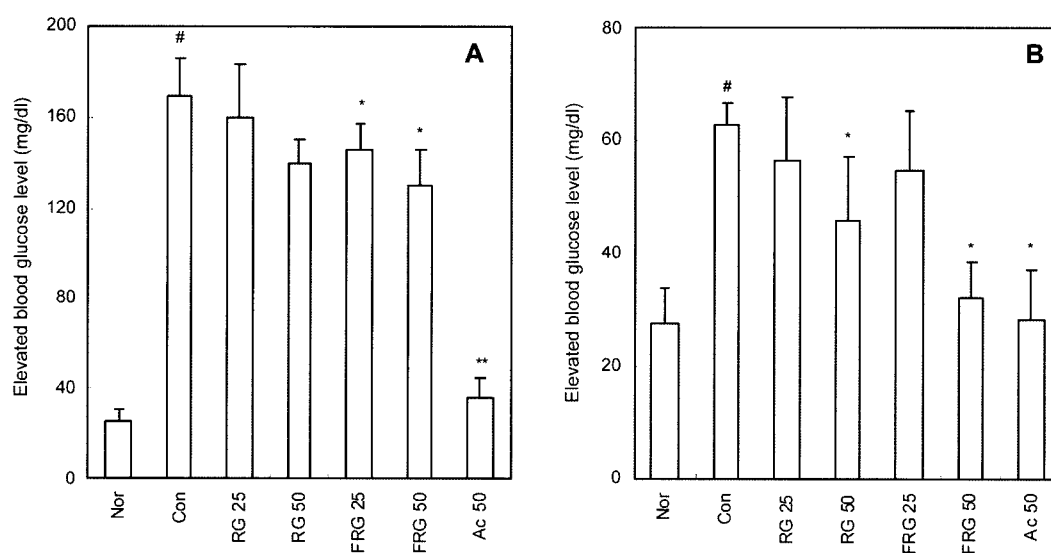 A
Elevated blood glucose level (mg/dl)
200
160
120
80
40
0
#
*
*
**
Nor
Con
RG 25
RG 50
FRG 25
FRG 50
Ac 50
B
Elevated blood glucose level (mg/dl)
80
60
40
20
0
#
*
*
*
Nor
Con
RG 25
RG 50
FRG 25
FRG 50
Ac 50